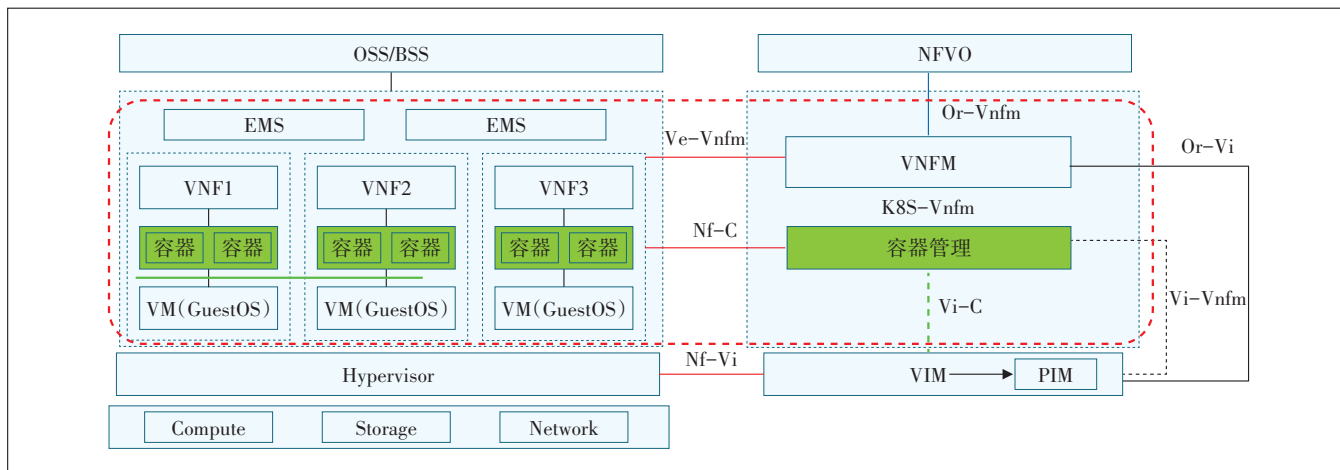 OSS/BSS
NFVO
EMS
EMS
Or-Vnfm
Ve-Vnfm
VNFM
Or-Vi
VNF1
VNF2
VNF3
K8S-Vnfm
容器 容器
容器 容器
容器 容器
Nf-C
容器管理
VM(GuestOS)
VM(GuestOS)
VM(GuestOS)
Vi-C
Vi-Vnfm
Hypervisor
Nf-Vi
VIM
PIM
Compute
Storage
Network